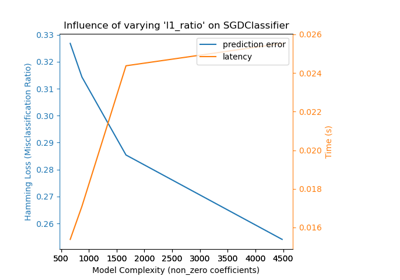 Influence of varying 'l1_ratio' on SGDClassifier
0.33
0.32
0.31
0.30
0.29
0.28
0.27
0.26
Hamming Loss (Misclassification Ratio)
prediction error
latency
0.026
0.024
0.022
0.020
0.018
0.016
Time (s)
500 1000 1500 2000 2500 3000 3500 4000 4500
Model Complexity (non_zero coefficients)